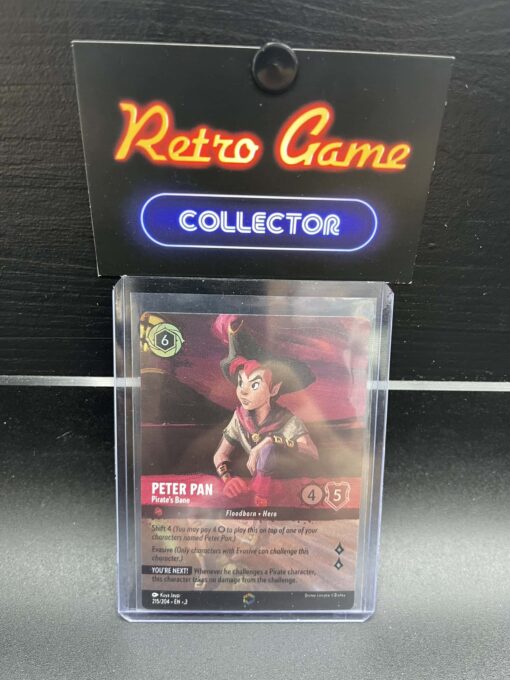 Retro Game
COLLECTOR
6
PETER PAN
Pirate's Bane
4
5
Floodborn • Hero
Shift 4 (You may pay 4 to play this on top of one of your
characters named Peter Pan.)
Evasive (Only characters with Evasive can challenge this
character.)
YOU'RE NEXT! Whenever he challenges a Pirate character,
this character takes no damage from the challenge.
Kuya Jaypi
215/204 • EN • 3